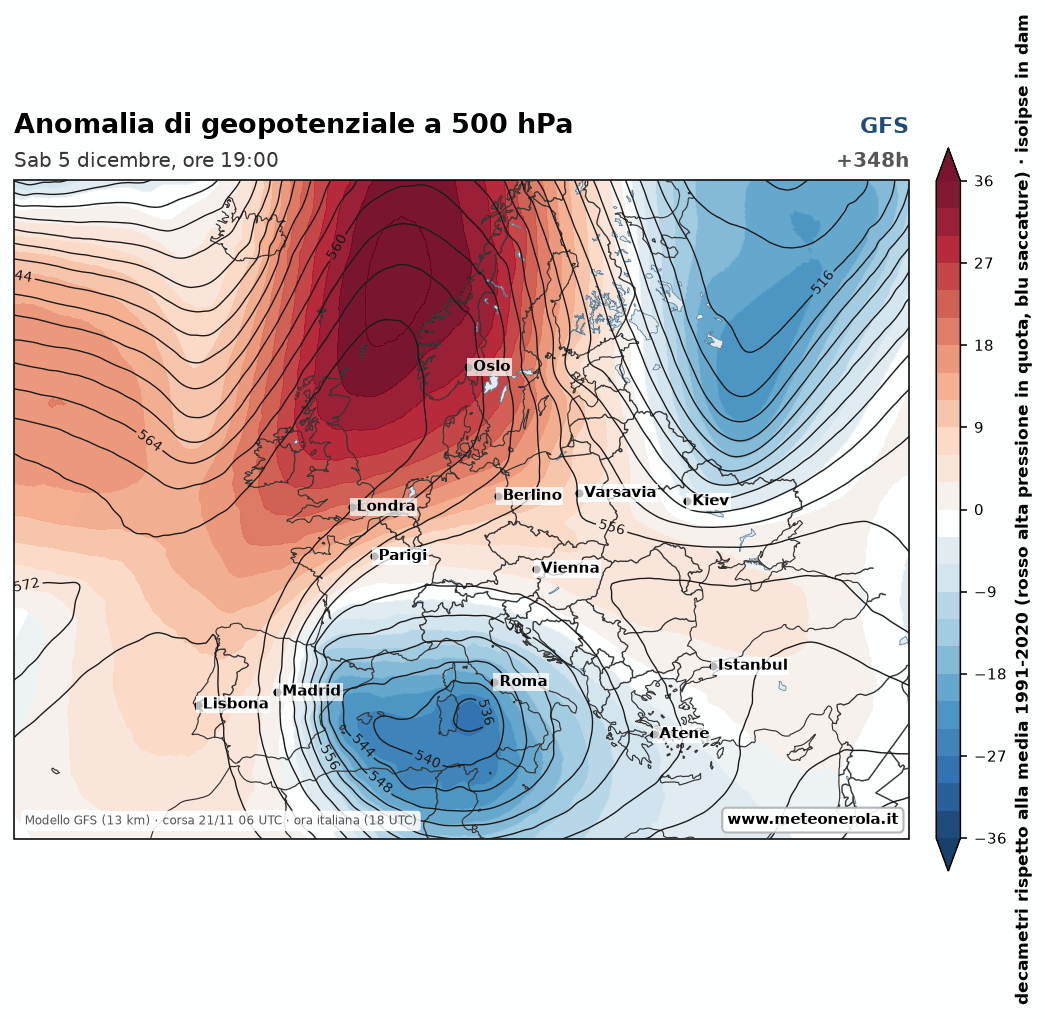 Anomalia di geopotenziale a 500 hPa
GFS
Sab 5 dicembre, ore 19:00
+348h
36
27
18
9
0
−9
−18
−27
−36
decametri rispetto alla media 1991-2020 (rosso alta pressione in quota, blu saccature) · isoipse in dam
560
516
44
564
572
556
552
536
544
540
556
548
Oslo
Londra
Berlino
Varsavia
Kiev
Parigi
Vienna
Istanbul
Roma
Madrid
Lisbona
Atene
Modello GFS (13 km) · corsa 21/11 06 UTC · ora italiana (18 UTC)
www.meteonerola.it